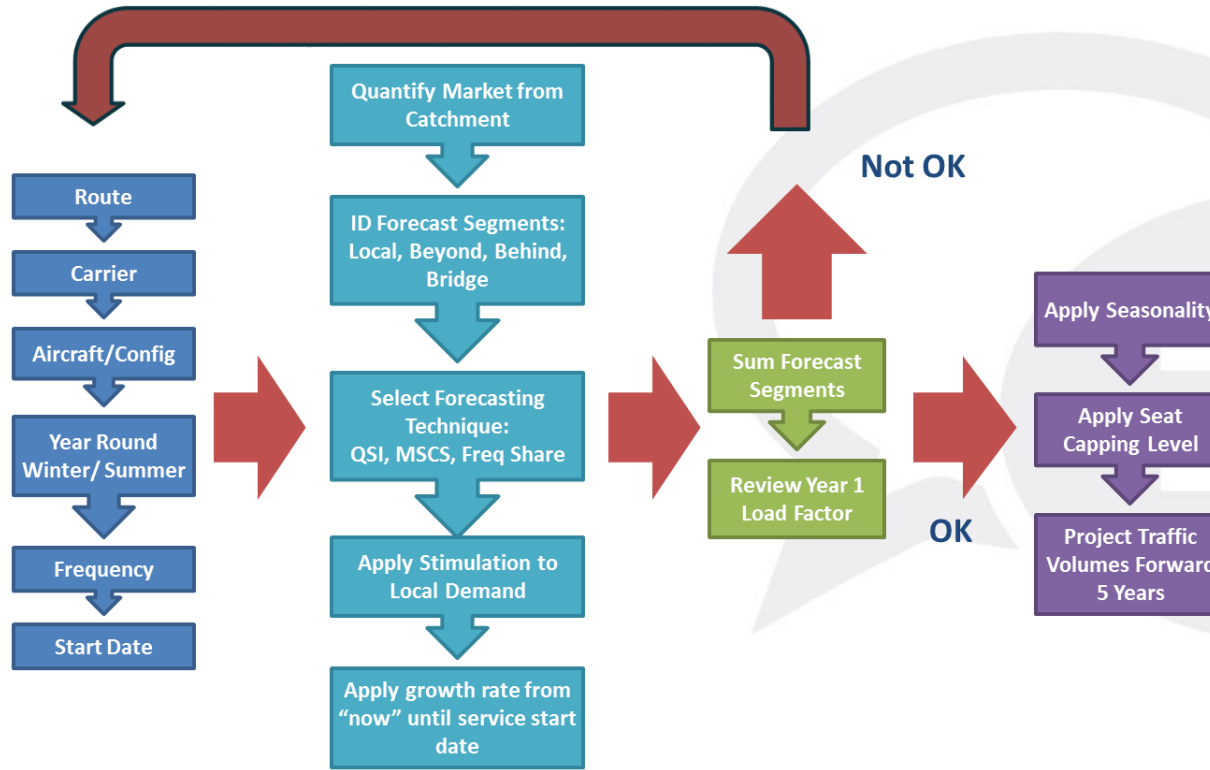 Route
Carrier
Aircraft/Config
Year Round
Winter/ Summer
Frequency
Start Date
Quantify Market from
Catchment
ID Forecast Segments:
Local, Beyond, Behind,
Bridge
Select Forecasting
Technique:
QSI, MSCS, Freq Share
Apply Stimulation to
Local Demand
Apply growth rate from
“now” until service start
date
Not OK
Sum Forecast
Segments
Review Year 1
Load Factor
OK
Apply Seasonality
Apply Seat
Capping Level
Project Traffic
Volumes Forward
5 Years